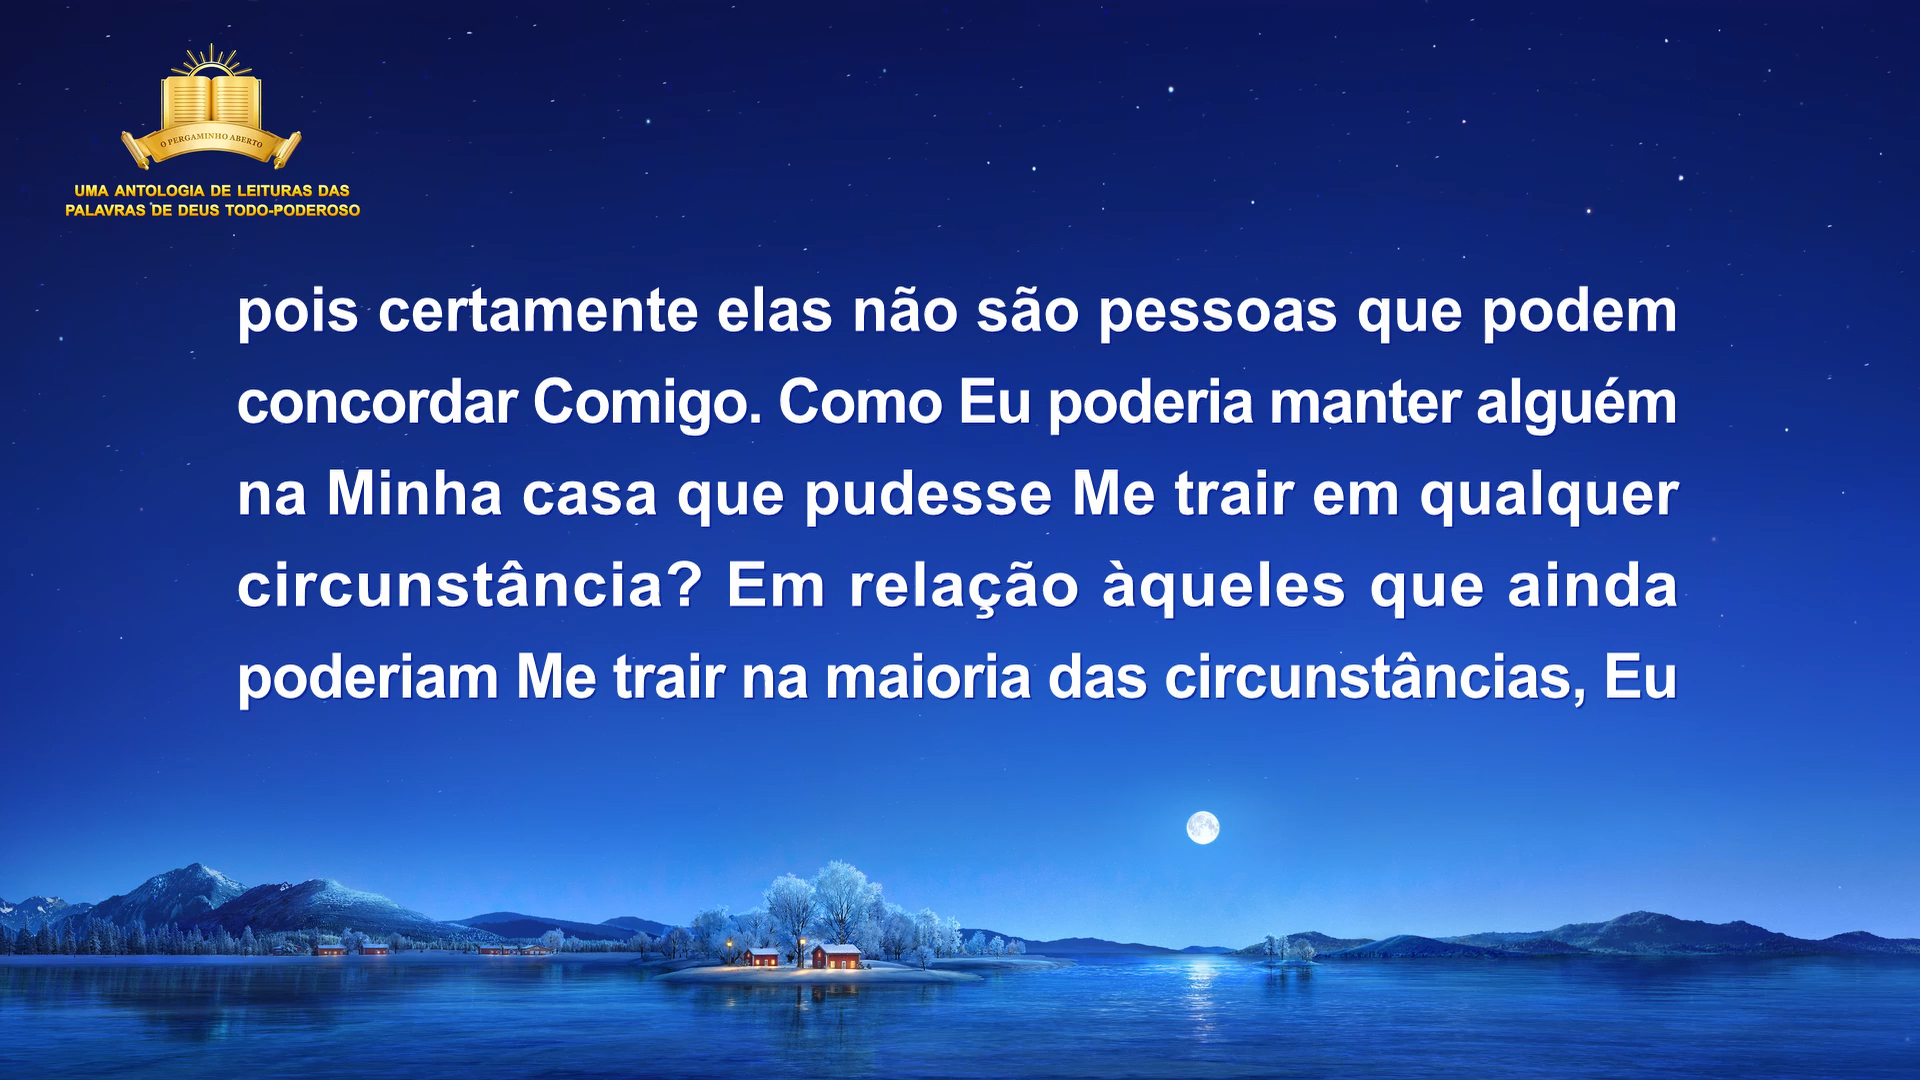 O PERGAMINHO ABERTO
UMA ANTOLOGIA DE LEITURAS DAS
PALAVRAS DE DEUS TODO-PODEROSO
pois certamente elas não são pessoas que podem
concordar Comigo. Como Eu poderia manter alguém
na Minha casa que pudesse Me trair em qualquer
circunstância? Em relação àqueles que ainda
poderiam Me trair na maioria das circunstâncias, Eu